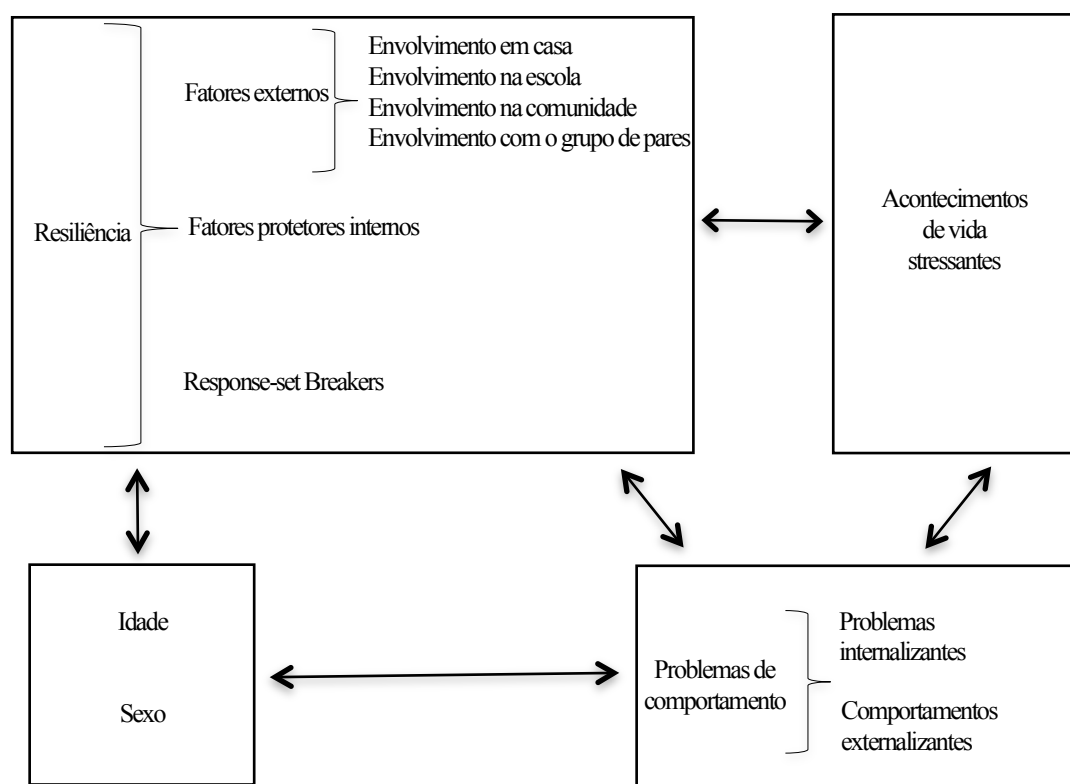 Envolvimento em casa
Envolvimento na escola
Fatores externos
Envolvimento na comunidade
Envolvimento com o grupo de pares
Resiliência
Fatores protetores internos
Response-set Breakers
Acontecimentos
de vida
stressantes
Idade
Sexo
Problemas de
comportamento
Problemas
internalizantes
Comportamentos
externalizantes